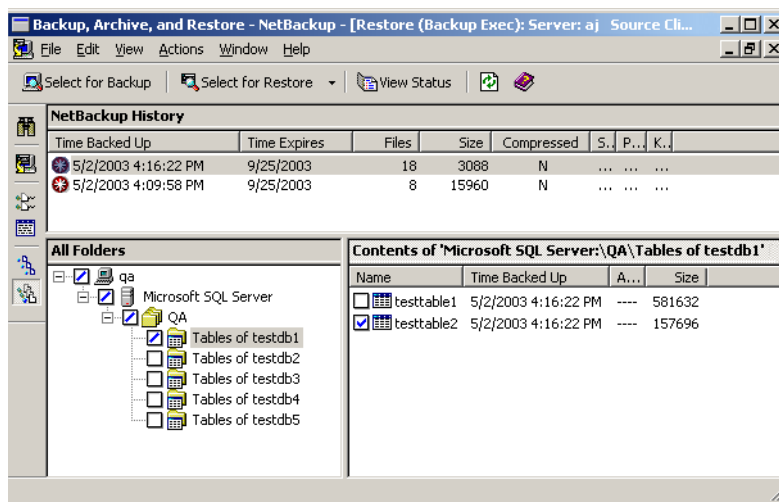 Backup, Archive, and Restore - NetBackup - [Restore (Backup Exec): Server: aj Source Cli...
File Edit View Actions Window Help
Select for Backup Select for Restore View Status
NetBackup History
Time Backed Up Time Expires Files Size Compressed S.. P... K..
5/2/2003 4:16:22 PM 9/25/2003 18 3088 N ... ... ...
5/2/2003 4:09:58 PM 9/25/2003 8 15960 N ... ... ...
All Folders
qa
Microsoft SQL Server
QA
Tables of testdb1
Tables of testdb2
Tables of testdb3
Tables of testdb4
Tables of testdb5
Contents of 'Microsoft SQL Server:\QA\Tables of testdb1'
Name Time Backed Up A... Size
testtable1 5/2/2003 4:16:22 PM ---- 581632
testtable2 5/2/2003 4:16:22 PM ---- 157696